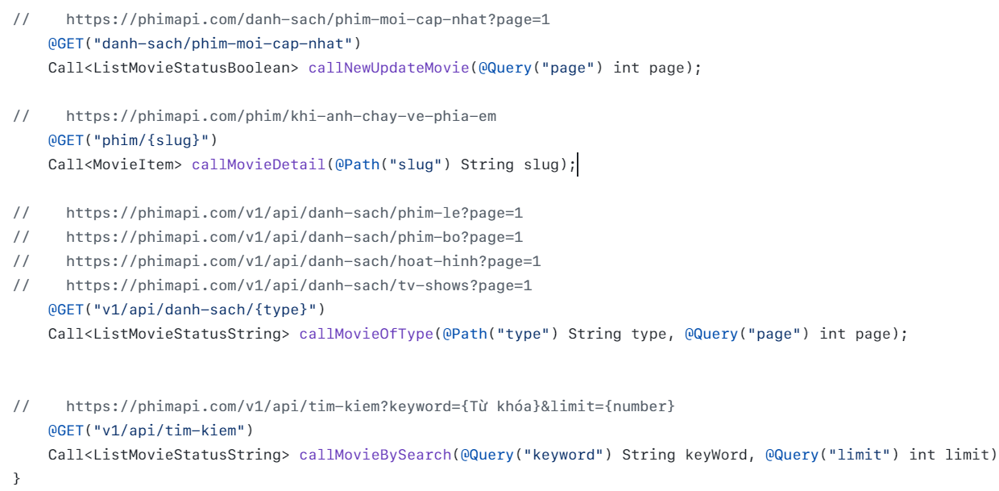 //    https://phimapi.com/danh-sach/phim-moi-cap-nhat?page=1
    @GET("danh-sach/phim-moi-cap-nhat")
    Call<ListMovieStatusBoolean> callNewUpdateMovie(@Query("page") int page);

//    https://phimapi.com/phim/khi-anh-chay-ve-phia-em
    @GET("phim/{slug}")
    Call<MovieItem> callMovieDetail(@Path("slug") String slug);

//    https://phimapi.com/v1/api/danh-sach/phim-le?page=1
//    https://phimapi.com/v1/api/danh-sach/phim-bo?page=1
//    https://phimapi.com/v1/api/danh-sach/hoat-hinh?page=1
//    https://phimapi.com/v1/api/danh-sach/tv-shows?page=1
    @GET("v1/api/danh-sach/{type}")
    Call<ListMovieStatusString> callMovieOfType(@Path("type") String type, @Query("page") int page);


//    https://phimapi.com/v1/api/tim-kiem?keyword={Từ khóa}&limit={number}
    @GET("v1/api/tim-kiem")
    Call<ListMovieStatusString> callMovieBySearch(@Query("keyword") String keyWord, @Query("limit") int limit)
}